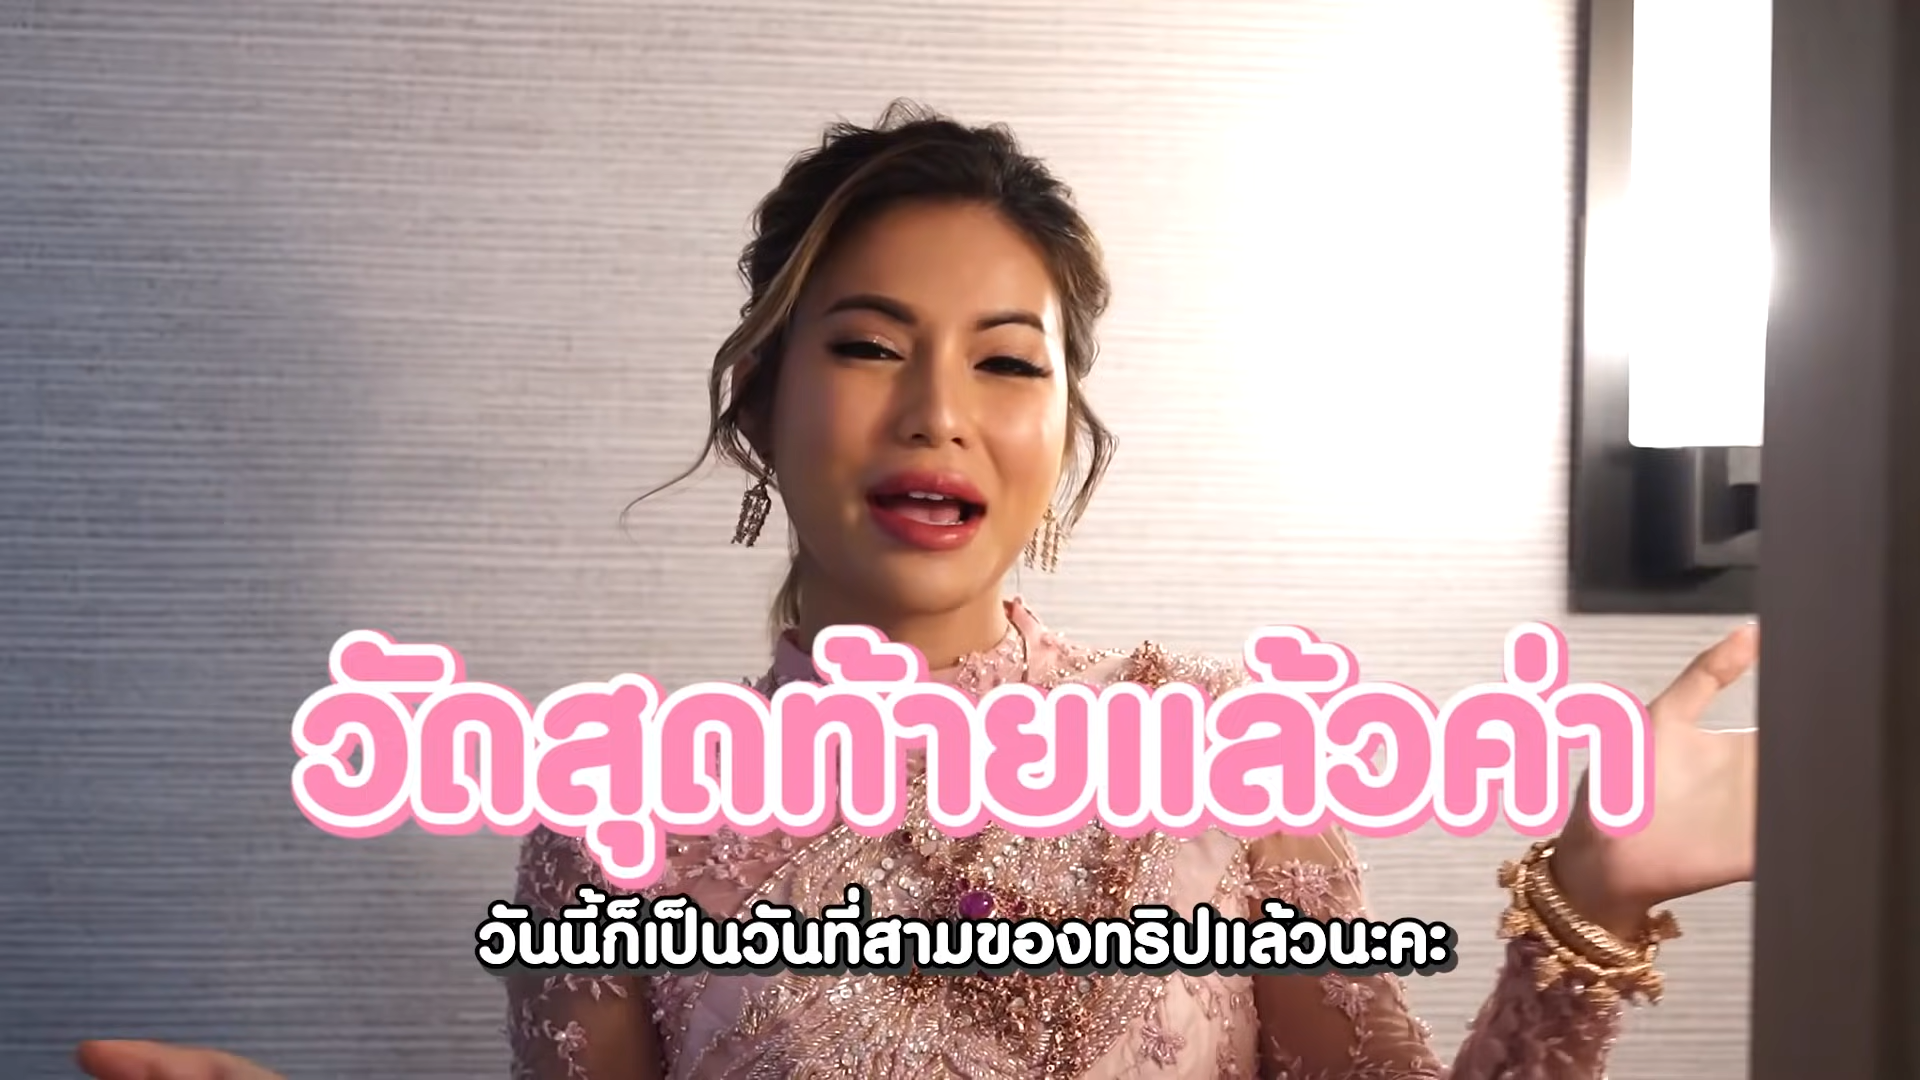 วัดสุดท้ายแล้วค่า
วันนี้ก็เป็นวันที่สามของทริปแล้วนะคะ